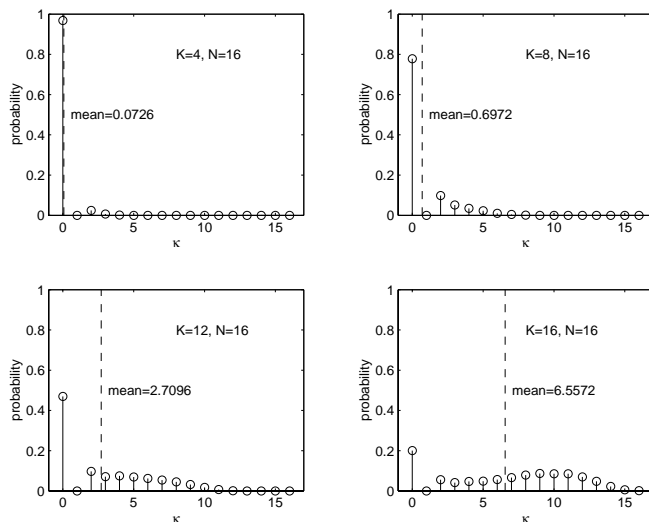 1
0.8
0.6
0.4
0.2
0
probability
K=4, N=16
mean=0.0726
0 5 10 15
κ
1
0.8
0.6
0.4
0.2
0
probability
K=8, N=16
mean=0.6972
0 5 10 15
κ
1
0.8
0.6
0.4
0.2
0
probability
K=12, N=16
mean=2.7096
0 5 10 15
κ
1
0.8
0.6
0.4
0.2
0
probability
K=16, N=16
mean=6.5572
0 5 10 15
κ